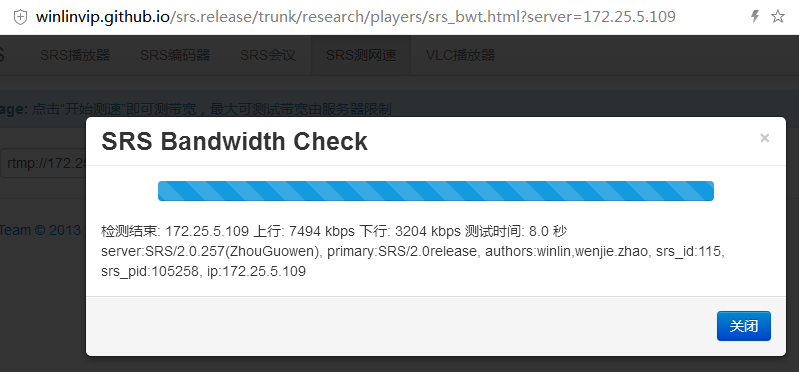 winlinvip.github.io/srs.release/trunk/research/players/srs_bwt.html?server=172.25.5.109
S SRS播放器 SRS编码器 SRS会议 SRS测网速 VLC播放器
age: 点击“开始测速”即可测带宽，最大可测试带宽由服务器限制
SRS Bandwidth Check ×
rtmp://172.2
检测结束: 172.25.5.109 上行: 7494 kbps 下行: 3204 kbps 测试时间: 8.0 秒
Team © 2013
server:SRS/2.0.257(ZhouGuowen), primary:SRS/2.0release, authors:winlin,wenjie.zhao, srs_id:115,
srs_pid:105258, ip:172.25.5.109
关闭